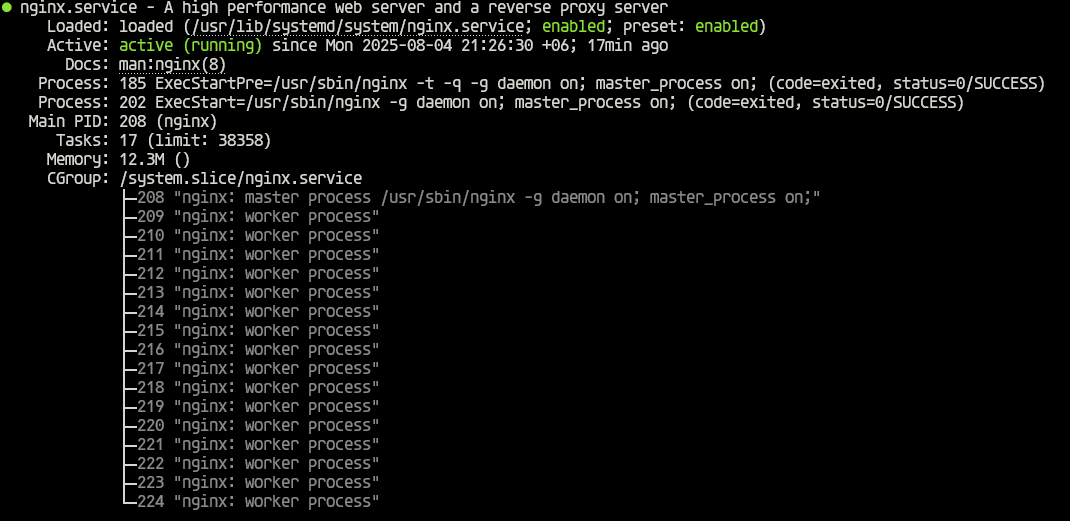 ● nginx.service - A high performance web server and a reverse proxy server
Loaded: loaded (/usr/lib/systemd/system/nginx.service; enabled; preset: enabled)
Active: active (running) since Mon 2025-08-04 21:26:30 +06; 17min ago
Docs: man:nginx(8)
Process: 185 ExecStartPre=/usr/sbin/nginx -t -q -g daemon on; master_process on; (code=exited, status=0/SUCCESS)
Process: 202 ExecStart=/usr/sbin/nginx -g daemon on; master_process on; (code=exited, status=0/SUCCESS)
Main PID: 208 (nginx)
Tasks: 17 (limit: 38358)
Memory: 12.3M ()
CGroup: /system.slice/nginx.service
├─208 "nginx: master process /usr/sbin/nginx -g daemon on; master_process on;"
├─209 "nginx: worker process"
├─210 "nginx: worker process"
├─211 "nginx: worker process"
├─212 "nginx: worker process"
├─213 "nginx: worker process"
├─214 "nginx: worker process"
├─215 "nginx: worker process"
├─216 "nginx: worker process"
├─217 "nginx: worker process"
├─218 "nginx: worker process"
├─219 "nginx: worker process"
├─220 "nginx: worker process"
├─221 "nginx: worker process"
├─222 "nginx: worker process"
├─223 "nginx: worker process"
└─224 "nginx: worker process"